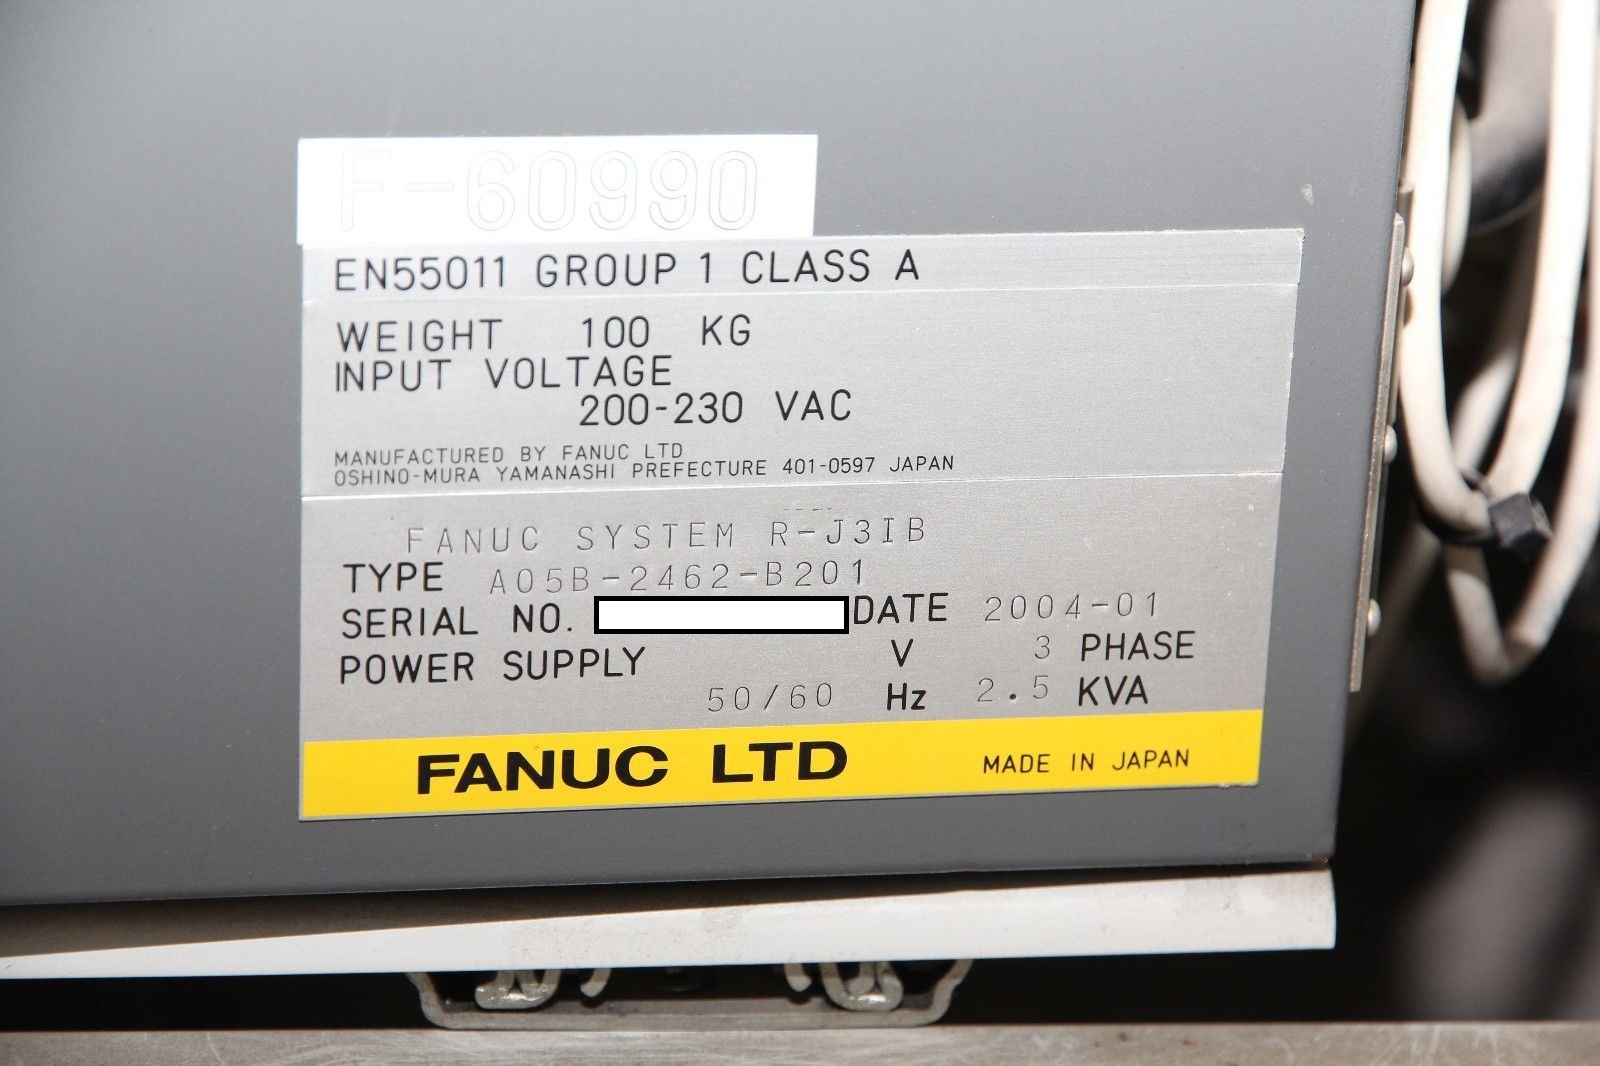 F-60990
EN55011 GROUP 1 CLASS A
WEIGHT 100 KG
INPUT VOLTAGE
200-230 VAC
MANUFACTURED BY FANUC LTD
OSHINO-MURA YAMANASHI PREFECTURE 401-0597 JAPAN
FANUC SYSTEM R-J3IB
TYPE A05B-2462-B201
SERIAL NO. DATE 2004-01
POWER SUPPLY V 3 PHASE
50/60 Hz 2.5 KVA
FANUC LTD MADE IN JAPAN